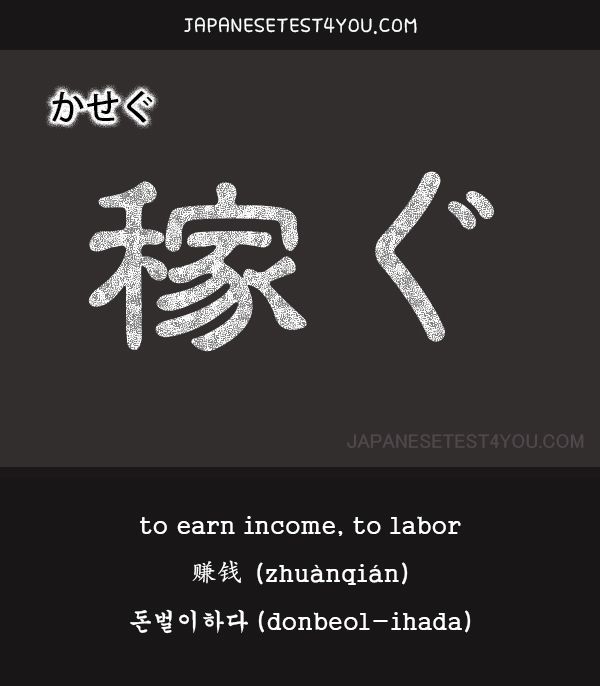 JAPANESETEST4YOU.COM
かせぐ
稼ぐ
JAPANESETEST4YOU.COM
to earn income, to labor
赚钱 (zhuànqián)
돈벌이하다 (donbeol-ihada)